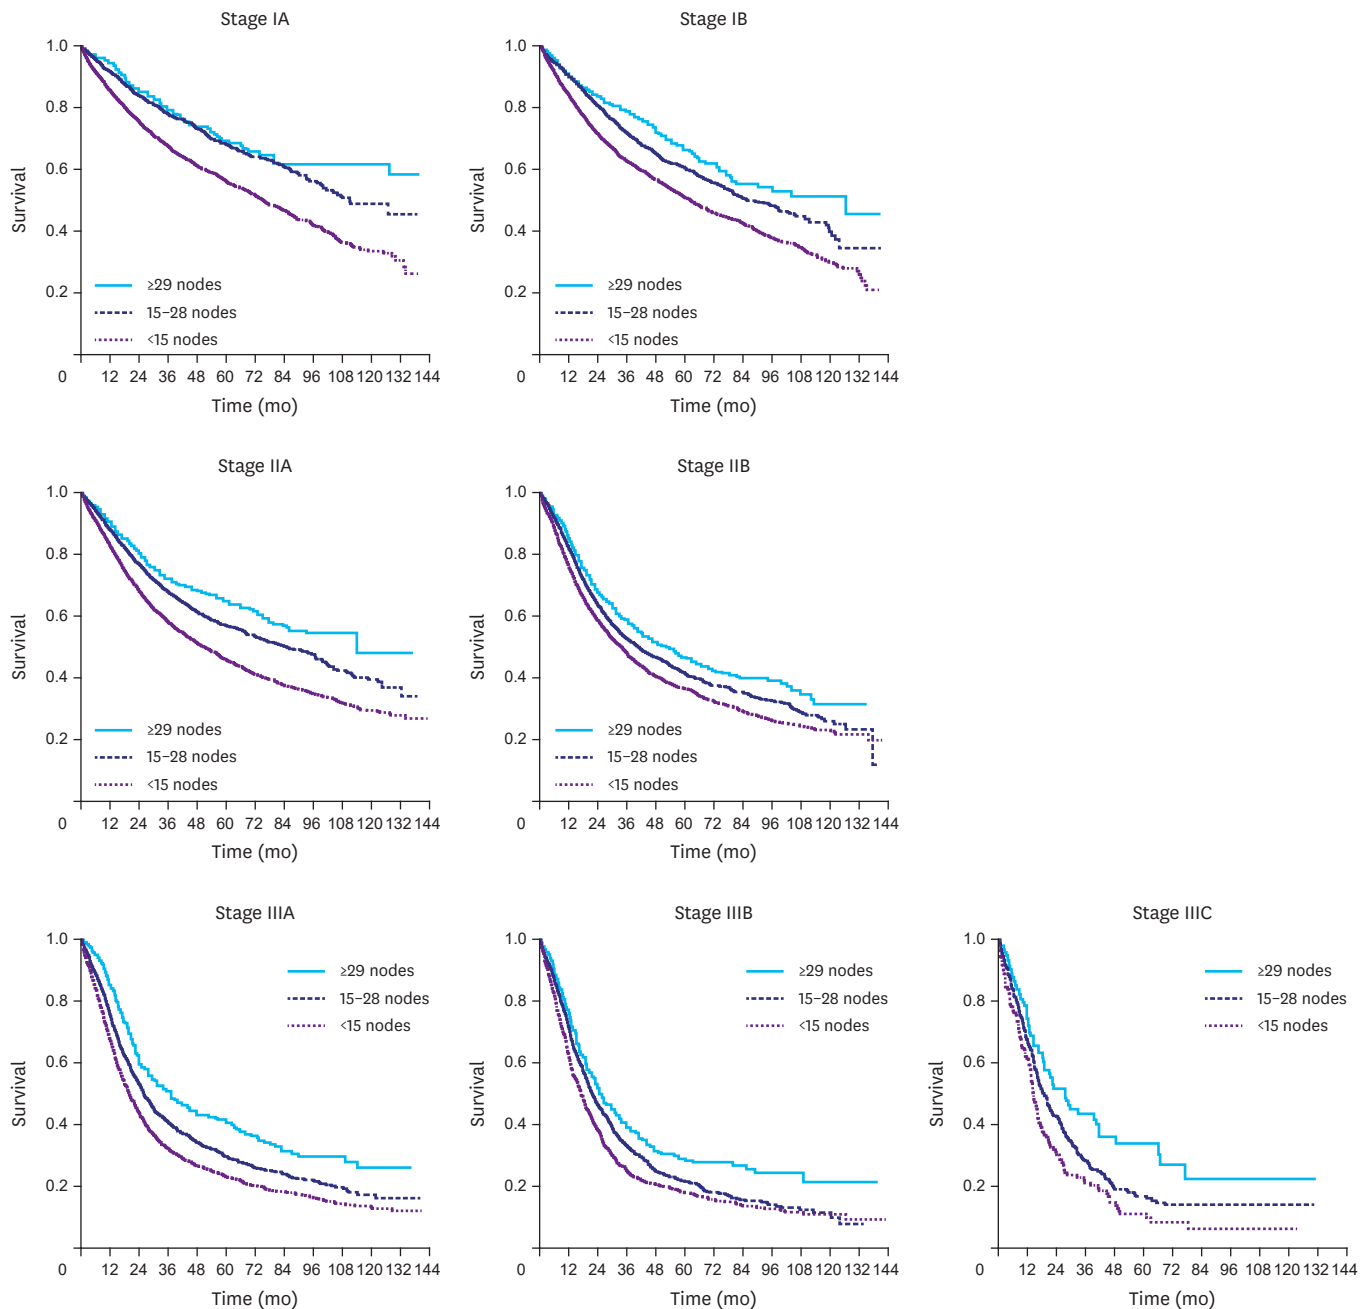 Stage IA
Survival
1.0
0.8
0.6
0.4
0.2
≥29 nodes
15–28 nodes
<15 nodes
0 12 24 36 48 60 72 84 96 108 120 132 144
Time (mo)
Stage IB
Survival
1.0
0.8
0.6
0.4
0.2
≥29 nodes
15–28 nodes
<15 nodes
0 12 24 36 48 60 72 84 96 108 120 132 144
Time (mo)
Stage IIA
Survival
1.0
0.8
0.6
0.4
0.2
≥29 nodes
15–28 nodes
<15 nodes
0 12 24 36 48 60 72 84 96 108 120 132 144
Time (mo)
Stage IIB
Survival
1.0
0.8
0.6
0.4
0.2
≥29 nodes
15–28 nodes
<15 nodes
0 12 24 36 48 60 72 84 96 108 120 132 144
Time (mo)
Stage IIIA
Survival
1.0
0.8
0.6
0.4
0.2
≥29 nodes
15–28 nodes
<15 nodes
0 12 24 36 48 60 72 84 96 108 120 132 144
Time (mo)
Stage IIIB
Survival
1.0
0.8
0.6
0.4
0.2
≥29 nodes
15–28 nodes
<15 nodes
0 12 24 36 48 60 72 84 96 108 120 132 144
Time (mo)
Stage IIIC
Survival
1.0
0.8
0.6
0.4
0.2
≥29 nodes
15–28 nodes
<15 nodes
0 12 24 36 48 60 72 84 96 108 120 132 144
Time (mo)